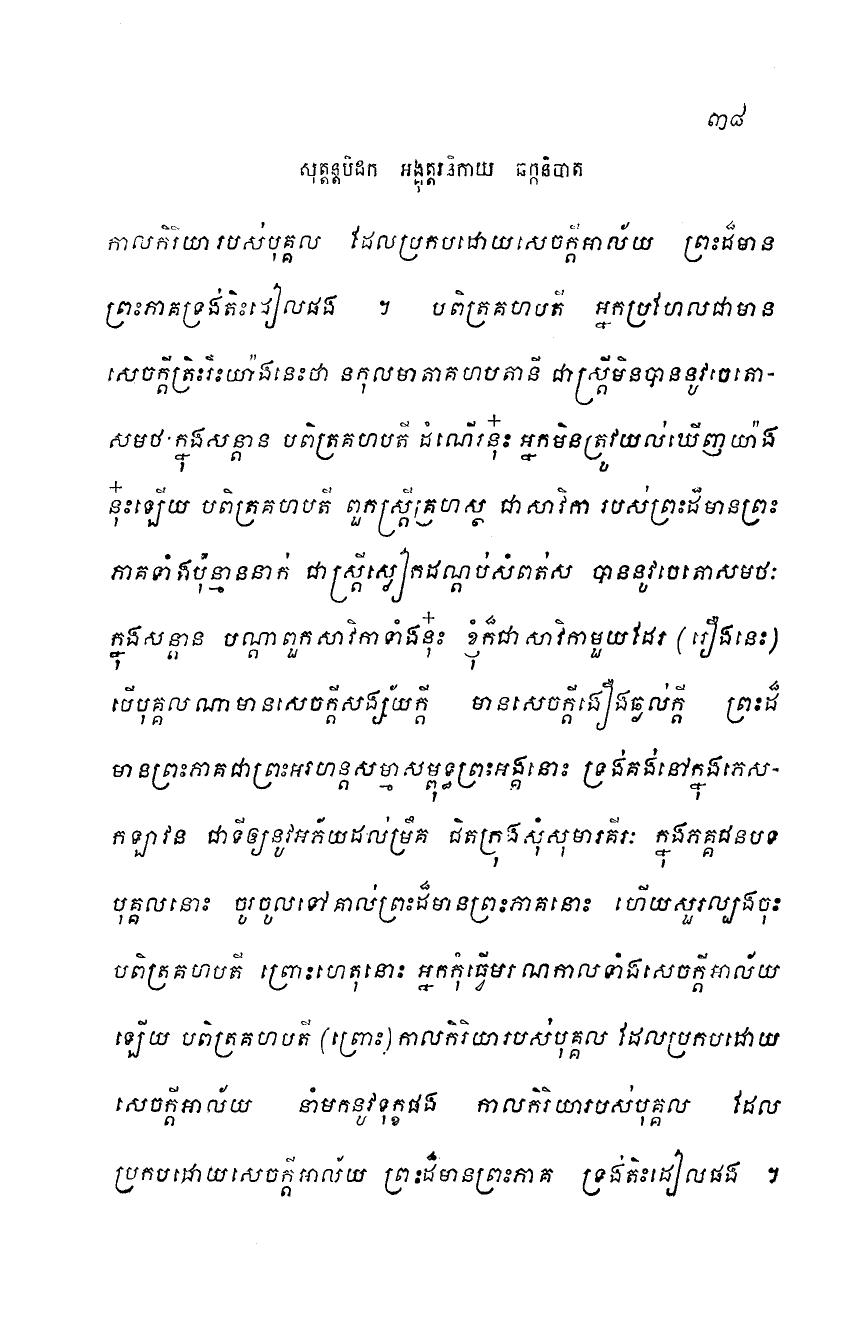 ៣៨
សុត្តន្តបិដក អង្គុត្តរនិកាយ ឆក្កនិបាត
កាលកិរិយារបស់បុគ្គល ដែលប្រកបដោយសេចក្តីអាល័យ ព្រះដ៏មាន
ព្រះភាគទ្រង់តិះដៀលផង ។ បពិត្រគហបតី អ្នកប្រហែលជាមាន
សេចក្តីត្រិះរិះយ៉ាងនេះថា នកុលមាតាគហបតានី ជាស្ត្រីមិនបាននូវចេតោ-
សមថៈក្នុងសន្តាន បពិត្រគហបតី ដំណើរនុ៎ះ អ្នកមិនត្រូវយល់ឃើញយ៉ាង
នុ៎ះឡើយ បពិត្រគហបតី ពួកស្ត្រីគ្រហស្ថ ជាសាវិកា របស់ព្រះដ៏មានព្រះ
ភាគទាំងប៉ុន្មាននាក់ ជាស្ត្រីស្លៀកដណ្តប់សំពត់ស បាននូវចេតោសមថៈ
ក្នុងសន្តាន បណ្តាពួកសាវិកាទាំងនុ៎ះ ខ្ញុំក៏ជាសាវិកាមួយដែរ (រឿងនេះ)
បើបុគ្គលណាមានសេចក្តីសង្ស័យក្តី មានសេចក្តីងឿងឆ្ងល់ក្តី ព្រះដ៏
មានព្រះភាគជាព្រះអរហន្តសម្មាសម្ពុទ្ធព្រះអង្គនោះ ទ្រង់គង់នៅក្នុងភេស-
កឡាវន ជាទីឲ្យនូវអភ័យដល់ម្រឹគ ជិតក្រុងសុំសុមារគីរៈ ក្នុងភគ្គជនបទ
បុគ្គលនោះ ចូរចូលទៅគាល់ព្រះដ៏មានព្រះភាគនោះ ហើយសួរល្បងចុះ
បពិត្រគហបតី ព្រោះហេតុនោះ អ្នកកុំធ្វើមរណកាលទាំងសេចក្តីអាល័យ
ឡើយ បពិត្រគហបតី (ព្រោះ) កាលកិរិយារបស់បុគ្គល ដែលប្រកបដោយ
សេចក្តីអាល័យ នាំមកនូវទុក្ខផង កាលកិរិយារបស់បុគ្គល ដែល
ប្រកបដោយសេចក្តីអាល័យ ព្រះដ៏មានព្រះភាគ ទ្រង់តិះដៀលផង ។